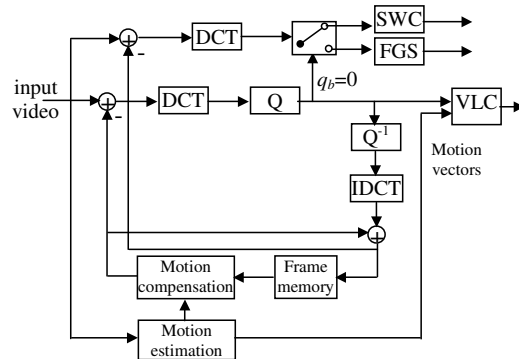 SWC
DCT
FGS
input
video
DCT
Q
q_b=0
VLC
Q^-1
Motion
vectors
IDCT
Motion
compensation
Frame
memory
Motion
estimation